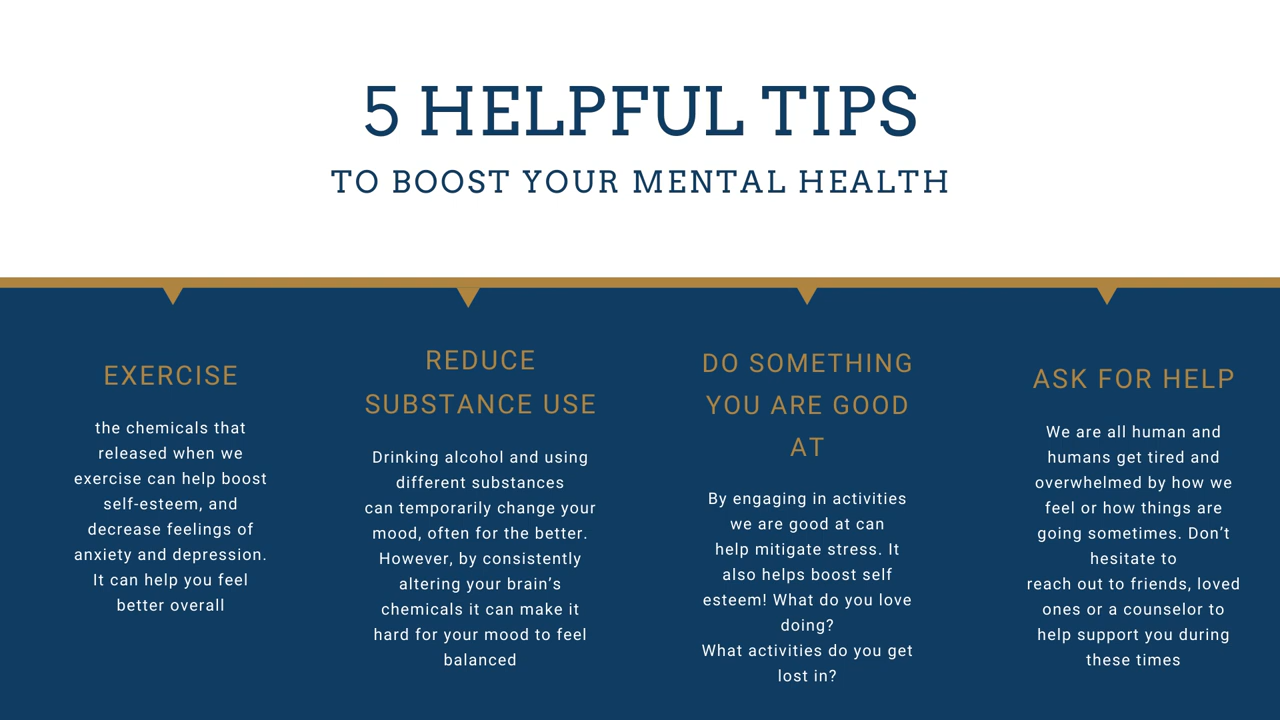 5 HELPFUL TIPS
TO BOOST YOUR MENTAL HEALTH
EXERCISE
the chemicals that
released when we
exercise can help boost
self-esteem, and
decrease feelings of
anxiety and depression.
It can help you feel
better overall
REDUCE
SUBSTANCE USE
Drinking alcohol and using
different substances
can temporarily change your
mood, often for the better.
However, by consistently
altering your brain’s
chemicals it can make it
hard for your mood to feel
balanced
DO SOMETHING
YOU ARE GOOD
AT
By engaging in activities
we are good at can
help mitigate stress. It
also helps boost self
esteem! What do you love
doing?
What activities do you get
lost in?
ASK FOR HELP
We are all human and
humans get tired and
overwhelmed by how we
feel or how things are
going sometimes. Don’t
hesitate to
reach out to friends, loved
ones or a counselor to
help support you during
these times